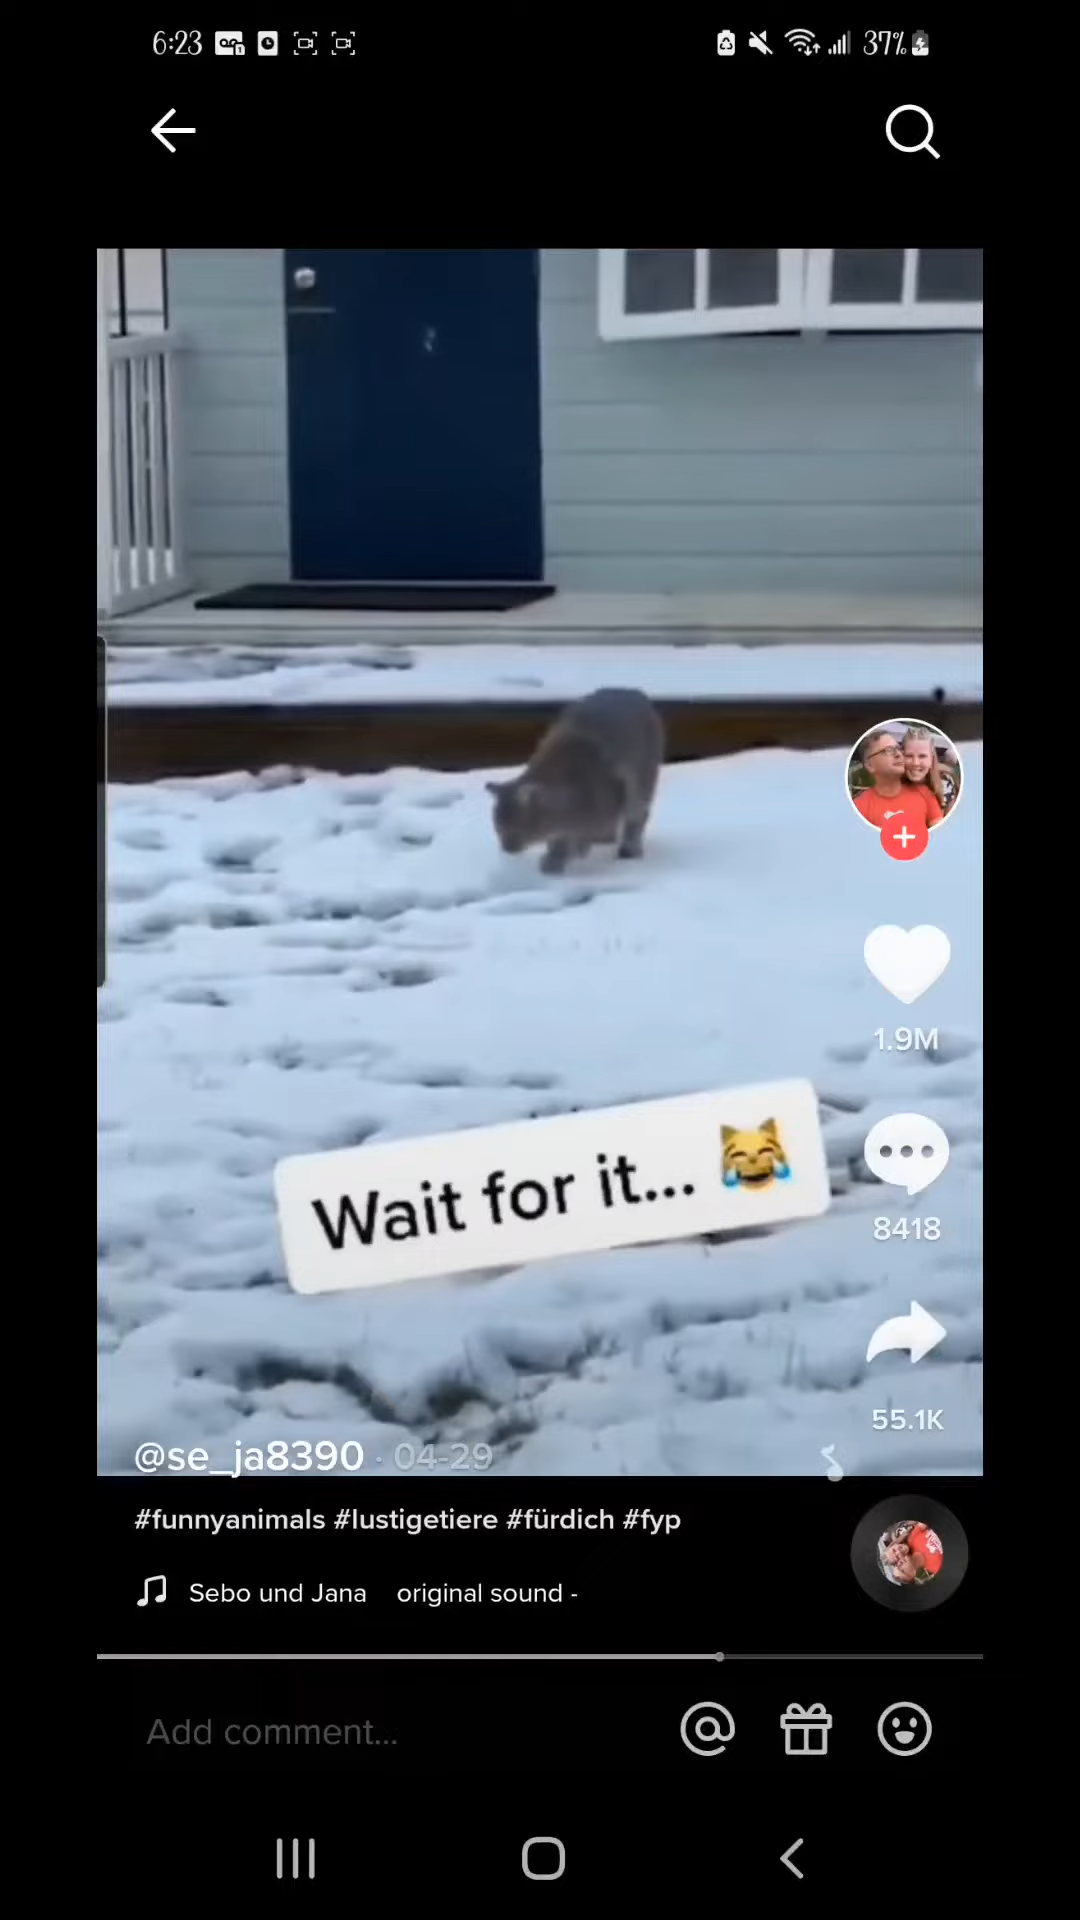 6:23
37%
Wait for it... 😹
1.9M
8418
55.1K
@se_ja8390 · 04-29
#funnyanimals #lustigetiere #fürdich #fyp
Sebo und Jana original sound -
Add comment...